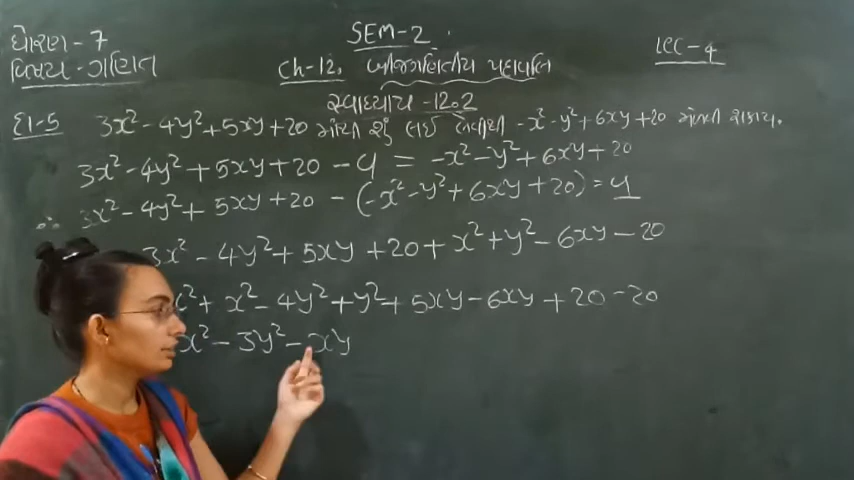 ધોરણ - 7
SEM-2
વિષય - ગણિત
Ch-12, બીજગણિતીય પદાવલિ
LEC-4
સ્વાધ્યાય - 12.2
દા-5 3x² - 4y² + 5xy + 20 માંથી શું લઈ લેવાથી -x² - y² + 6xy + 20 મેળવી શકાય.
3x² - 4y² + 5xy + 20 - y = -x² - y² + 6xy + 20
∴ 3x² - 4y² + 5xy + 20 - (-x² - y² + 6xy + 20) = y
3x² - 4y² + 5xy + 20 + x² + y² - 6xy - 20
x² + x² - 4y² + y² + 5xy - 6xy + 20 - 20
x² - 3y² - xy